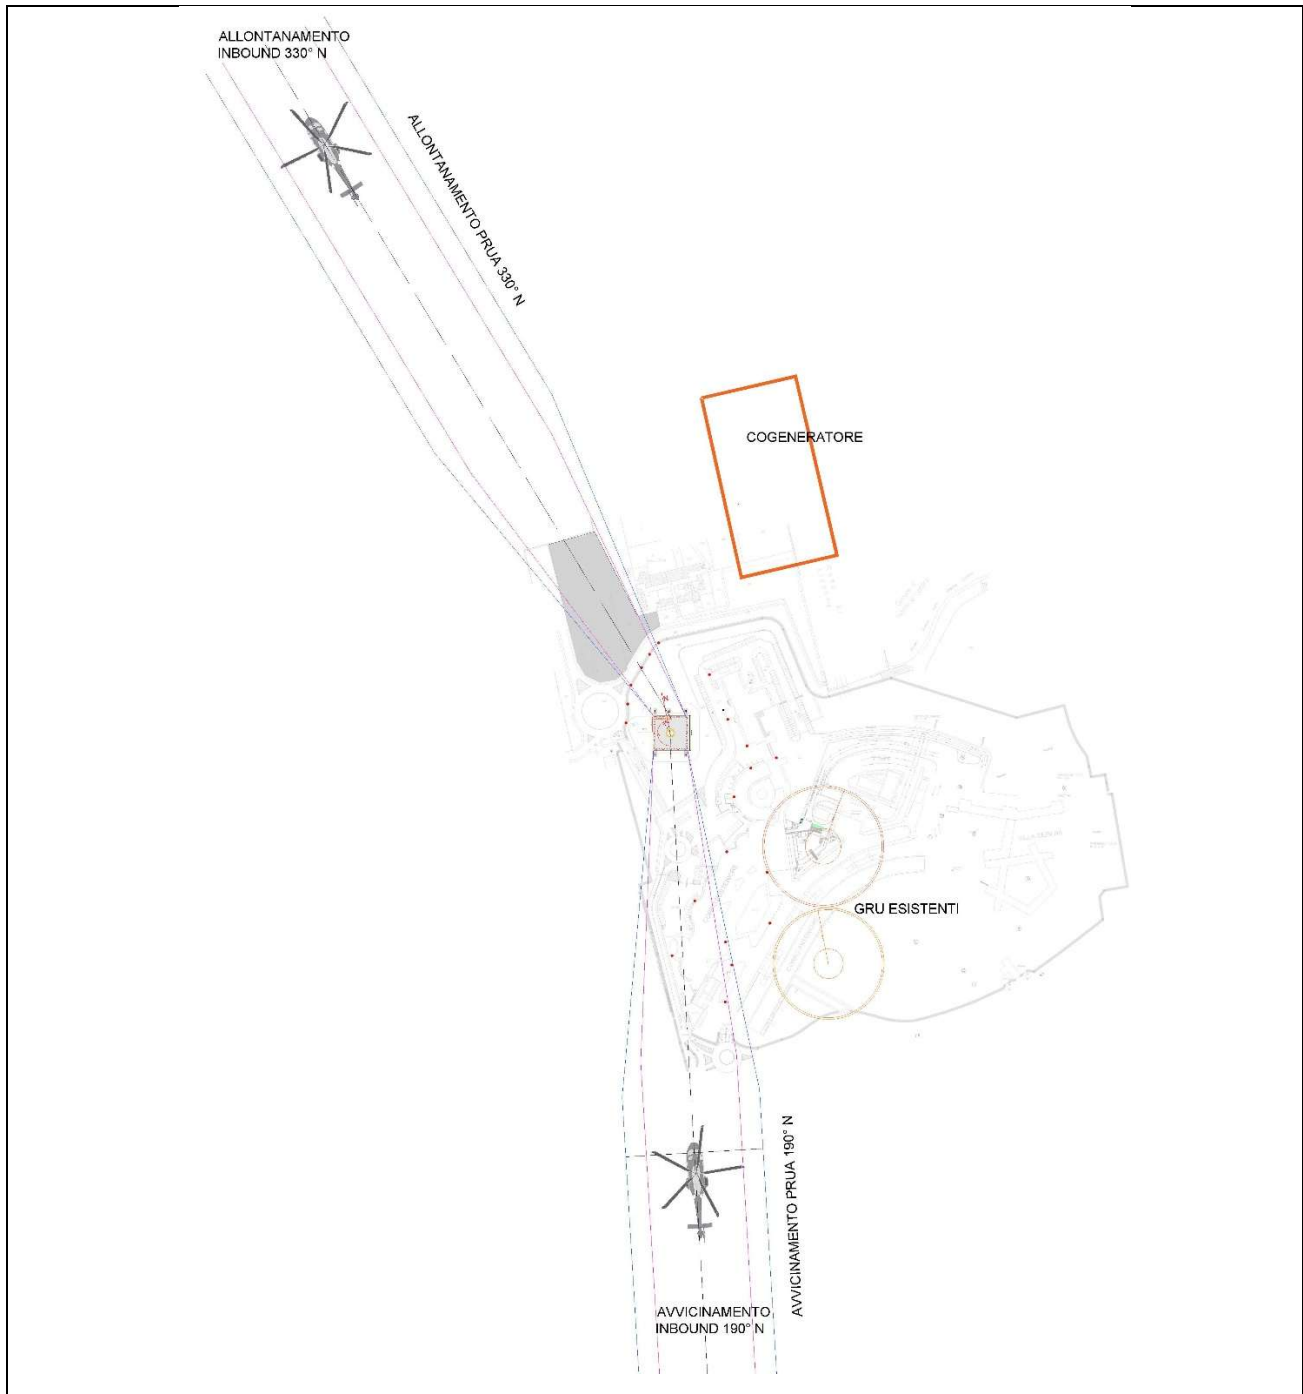 ALLONTANAMENTO
INBOUND 330° N
ALLONTANAMENTO PRUA 330° N
COGENERATORE
GRU ESISTENTI
AVVICINAMENTO PRUA 190° N
AVVICINAMENTO
INBOUND 190° N